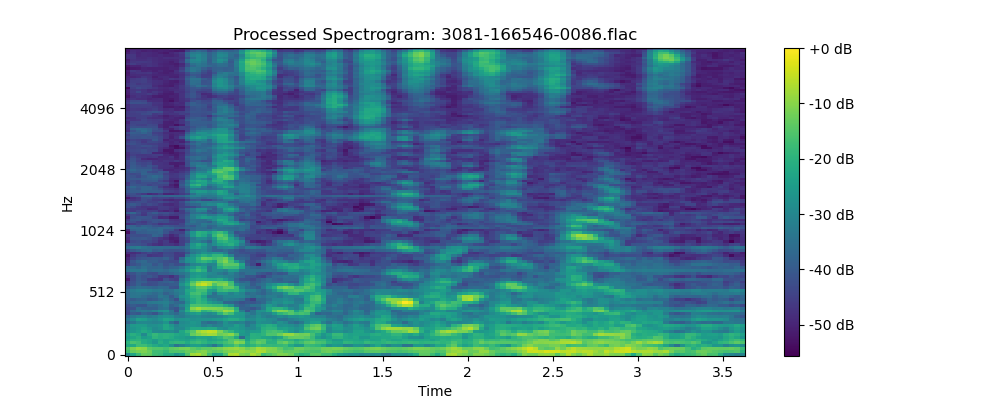 Processed Spectrogram: 3081-166546-0086.flac
Hz
4096
2048
1024
512
0
0
0.5
1
1.5
2
2.5
3
3.5
Time
+0 dB
-10 dB
-20 dB
-30 dB
-40 dB
-50 dB